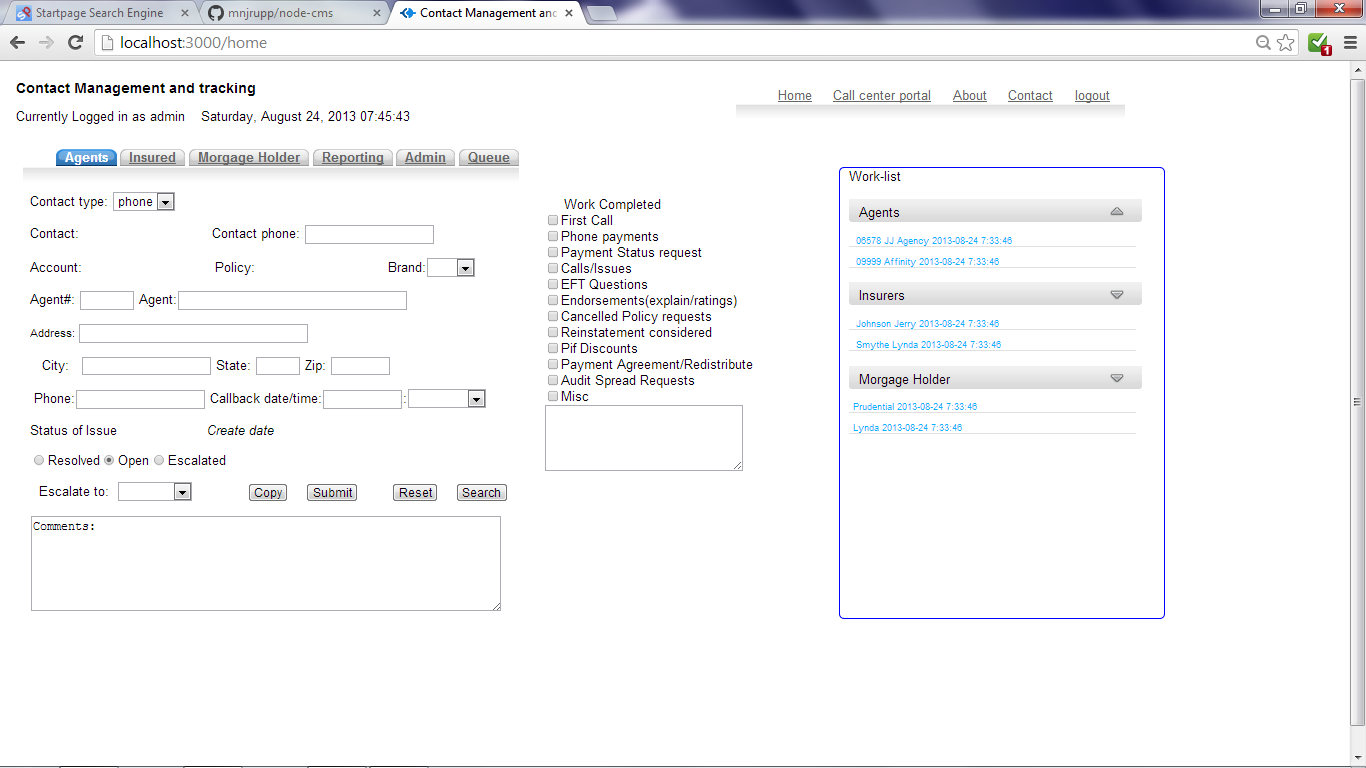 Startpage Search Engine
mnjrupp/node-cms
Contact Management and
localhost:3000/home
1
Contact Management and tracking
Home Call center portal About Contact logout
Currently Logged in as admin Saturday, August 24, 2013 07:45:43
Agents Insured Morgage Holder Reporting Admin Queue
Contact type: phone
Contact: Contact phone:
Account: Policy: Brand:
Agent#: Agent:
Address:
City: State: Zip:
Phone: Callback date/time: :
Status of Issue Create date
Resolved Open Escalated
Escalate to: Copy Submit Reset Search
Comments:
Work Completed
First Call
Phone payments
Payment Status request
Calls/Issues
EFT Questions
Endorsements(explain/ratings)
Cancelled Policy requests
Reinstatement considered
Pif Discounts
Payment Agreement/Redistribute
Audit Spread Requests
Misc
Work-list
Agents
06578 JJ Agenoy 2013-08-24 7:33:46
09999 Affinity 2013-08-24 7:33:46
Insurers
Johnson Jerry 2013-08-24 7:33:46
Smythe Lynda 2013-08-24 7:33:46
Morgage Holder
Prudential 2013-08-24 7:33:46
Lynda 2013-08-24 7:33:46